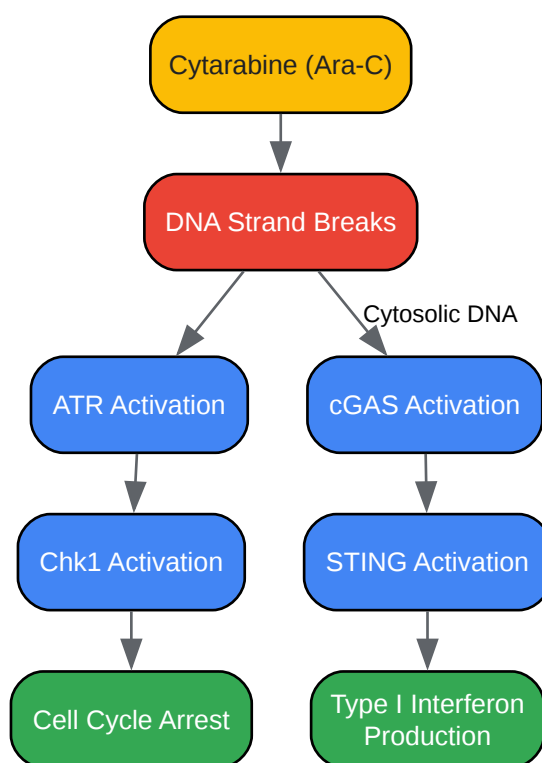 Cytarabine (Ara-C)
DNA Strand Breaks
Cytosolic DNA
ATR Activation
cGAS Activation
Chk1 Activation
STING Activation
Cell Cycle Arrest
Type I Interferon
Production